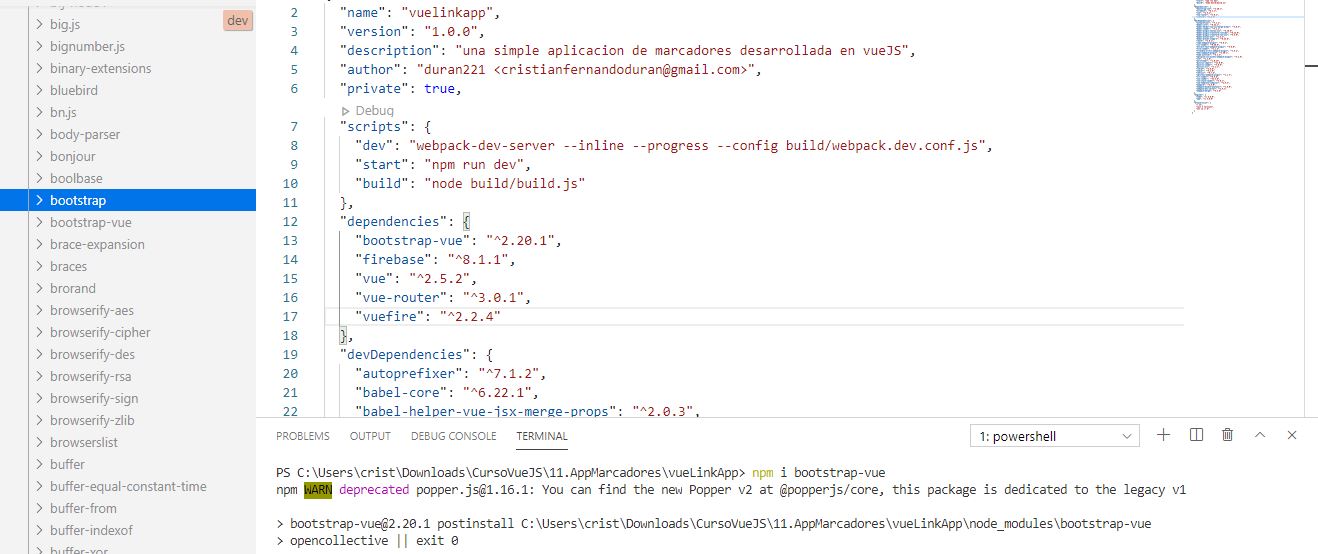 big.js
dev
bignumber.js
binary-extensions
bluebird
bn.js
body-parser
bonjour
boolbase
bootstrap
bootstrap-vue
brace-expansion
braces
brorand
browserify-aes
browserify-cipher
browserify-des
browserify-rsa
browserify-sign
browserify-zlib
browserslist
buffer
buffer-equal-constant-time
buffer-from
buffer-indexof
buffer-xor
2 "name": "vuelinkapp",
3 "version": "1.0.0",
4 "description": "una simple aplicacion de marcadores desarrollada en vueJS",
5 "author": "duran221 <cristianfernandoduran@gmail.com>",
6 "private": true,
Debug
7 "scripts": {
8 "dev": "webpack-dev-server --inline --progress --config build/webpack.dev.conf.js",
9 "start": "npm run dev",
10 "build": "node build/build.js"
11 },
12 "dependencies": {
13 "bootstrap-vue": "^2.20.1",
14 "firebase": "^8.1.1",
15 "vue": "^2.5.2",
16 "vue-router": "^3.0.1",
17 "vuefire": "^2.2.4"
18 },
19 "devDependencies": {
20 "autoprefixer": "^7.1.2",
21 "babel-core": "^6.22.1",
22 "babel-helper-vue-jsx-merge-props": "^2.0.3",
PROBLEMS OUTPUT DEBUG CONSOLE TERMINAL 1: powershell
PS C:\Users\crist\Downloads\CursoVueJS\11.AppMarcadores\vueLinkApp> npm i bootstrap-vue
npm WARN deprecated popper.js@1.16.1: You can find the new Popper v2 at @popperjs/core, this package is dedicated to the legacy v1
> bootstrap-vue@2.20.1 postinstall C:\Users\crist\Downloads\CursoVueJS\11.AppMarcadores\vueLinkApp\node_modules\bootstrap-vue
> opencollective || exit 0